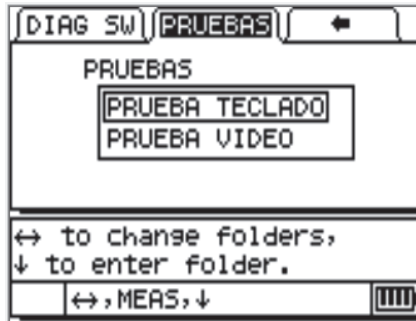 DIAG SW PRUEBAS ←
PRUEBAS
PRUEBA TECLADO
PRUEBA VIDEO
↔ to change folders,
↓ to enter folder.
↔,MEAS,↓